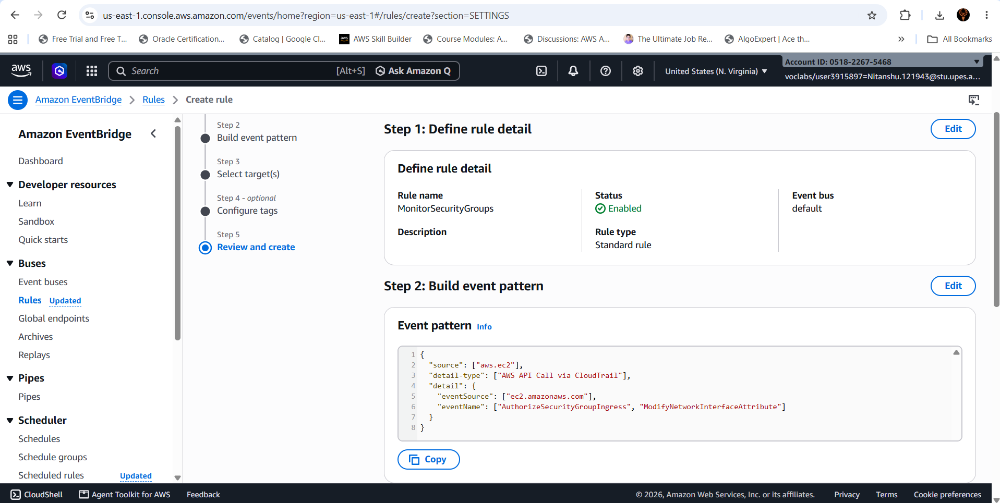 us-east-1.console.aws.amazon.com/events/home?region=us-east-1#/rules/create?section=SETTINGS
Free Trial and Free T...
Oracle Certification...
Catalog | Google Cl...
aws
AWS Skill Builder
Course Modules: A...
Discussions: AWS A...
The Ultimate Job Re...
AlgoExpert | Ace th...
»
All Bookmarks
aws
Search
[Alt+S]
Ask Amazon Q
United States (N. Virginia)
Account ID: 0518-2267-5468
voclabs/user3915897=Nitanshu.121943@stu.upes.a...
Amazon EventBridge
Rules
Create rule
Amazon EventBridge
Dashboard
Developer resources
Learn
Sandbox
Quick starts
Buses
Event buses
Rules Updated
Global endpoints
Archives
Replays
Pipes
Pipes
Scheduler
Schedules
Schedule groups
Scheduled rules Updated
Step 2
Build event pattern
Step 3
Select target(s)
Step 4 - optional
Configure tags
Step 5
Review and create
Step 1: Define rule detail
Edit
Define rule detail
Rule name
MonitorSecurityGroups
Description
Status
Enabled
Rule type
Standard rule
Event bus
default
Step 2: Build event pattern
Edit
Event pattern Info
1 {
2 "source": ["aws.ec2"],
3 "detail-type": ["AWS API Call via CloudTrail"],
4 "detail": {
5 "eventSource": ["ec2.amazonaws.com"],
6 "eventName": ["AuthorizeSecurityGroupIngress", "ModifyNetworkInterfaceAttribute"]
7 }
8 }
Copy
CloudShell
Agent Toolkit for AWS
Feedback
© 2026, Amazon Web Services, Inc. or its affiliates.
Privacy
Terms
Cookie preferences